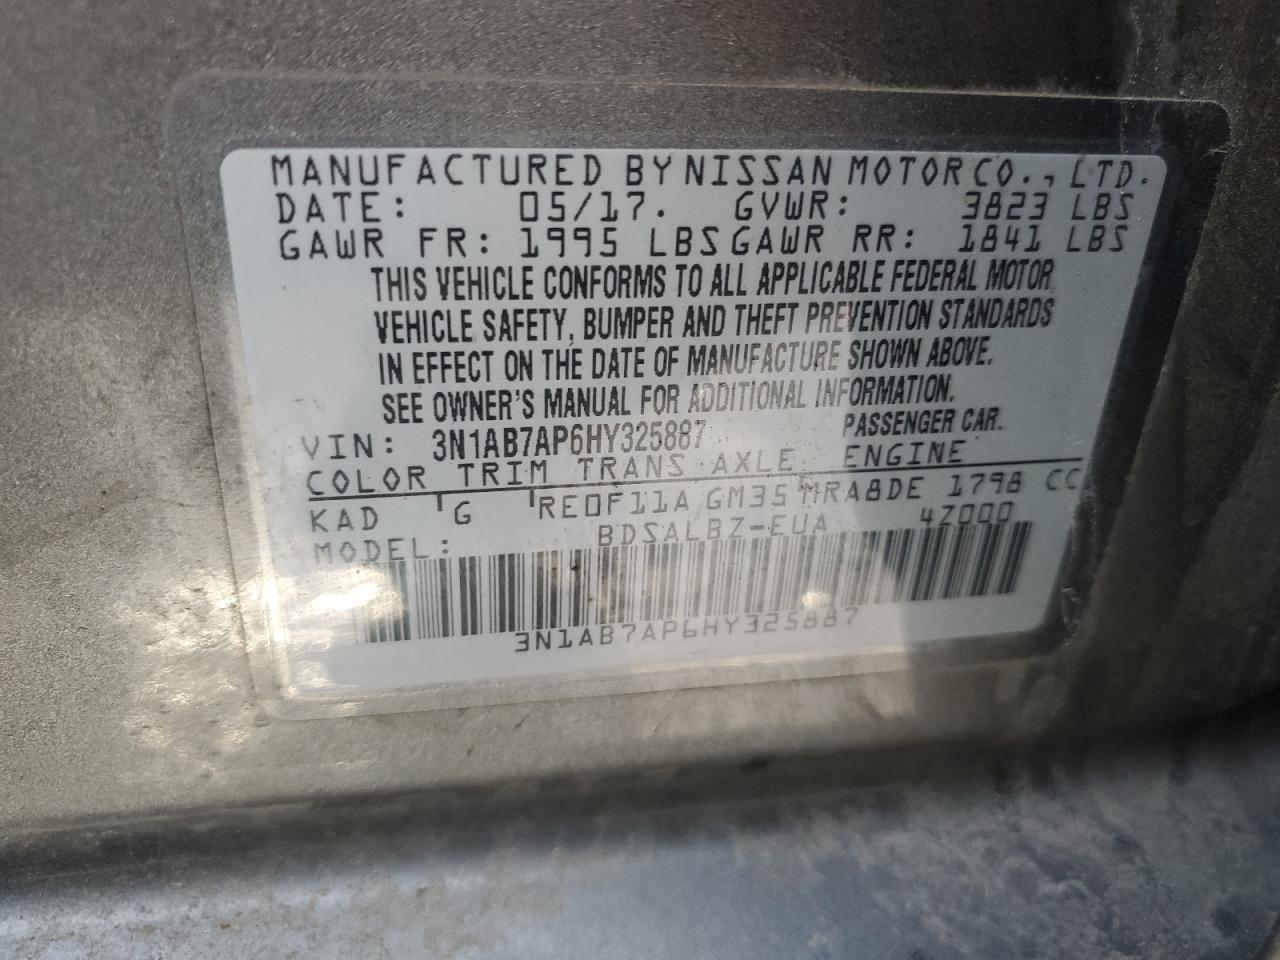 MANUFACTURED BY NISSAN MOTOR CO., LTD.
DATE: 05/17. GVWR: 3823 LBS
GAWR FR: 1995 LBS GAWR RR: 1841 LBS
THIS VEHICLE CONFORMS TO ALL APPLICABLE FEDERAL MOTOR
VEHICLE SAFETY, BUMPER AND THEFT PREVENTION STANDARDS
IN EFFECT ON THE DATE OF MANUFACTURE SHOWN ABOVE.
SEE OWNER'S MANUAL FOR ADDITIONAL INFORMATION.
VIN: 3N1AB7AP6HY325887 PASSENGER CAR.
COLOR TRIM TRANS AXLE ENGINE
KAD G RE0F11A GM35 MRA8DE 1798 CC
MODEL: BDSALBZ-EUA 4Z000
3N1AB7AP6HY325887